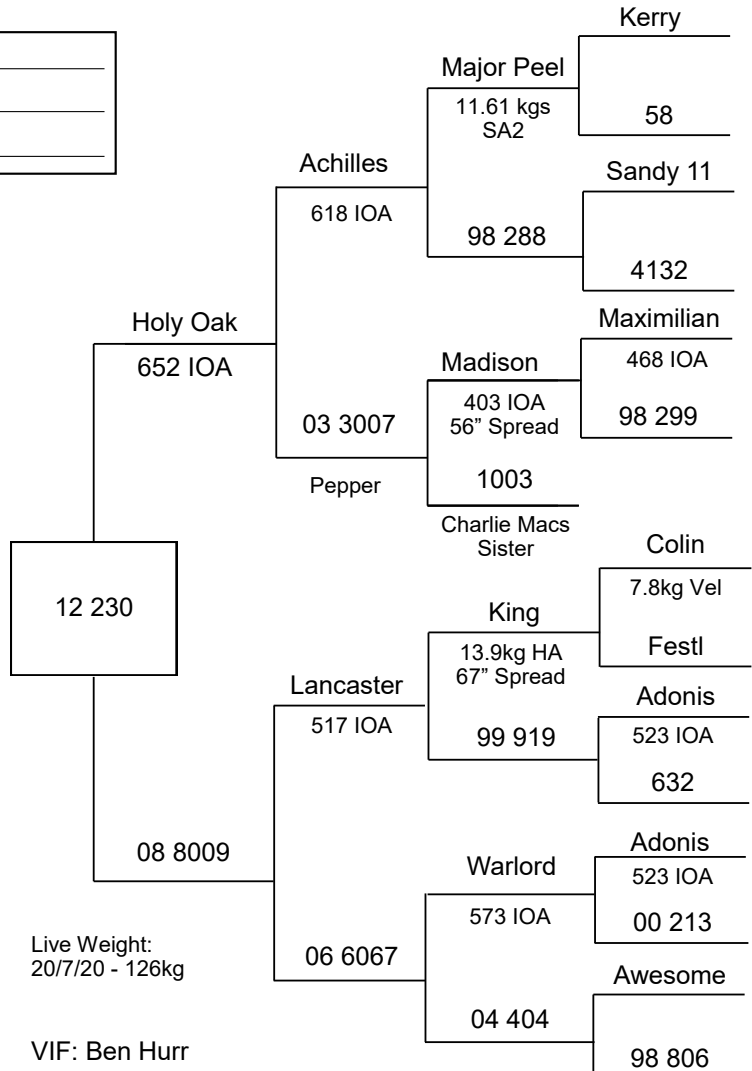 Kerry
Major Peel
11.61 kgs
SA2
58
Achilles
Sandy 11
618 IOA
98 288
4132
Holy Oak
Maximilian
652 IOA
Madison
468 IOA
403 IOA
56” Spread
03 3007
98 299
Pepper
1003
Charlie Macs
Sister
Colin
12 230
7.8kg Vel
King
Festl
13.9kg HA
67” Spread
Lancaster
Adonis
517 IOA
99 919
523 IOA
632
08 8009
Adonis
Warlord
523 IOA
573 IOA
00 213
Live Weight:
20/7/20 - 126kg
06 6067
Awesome
04 404
VIF: Ben Hurr
98 806